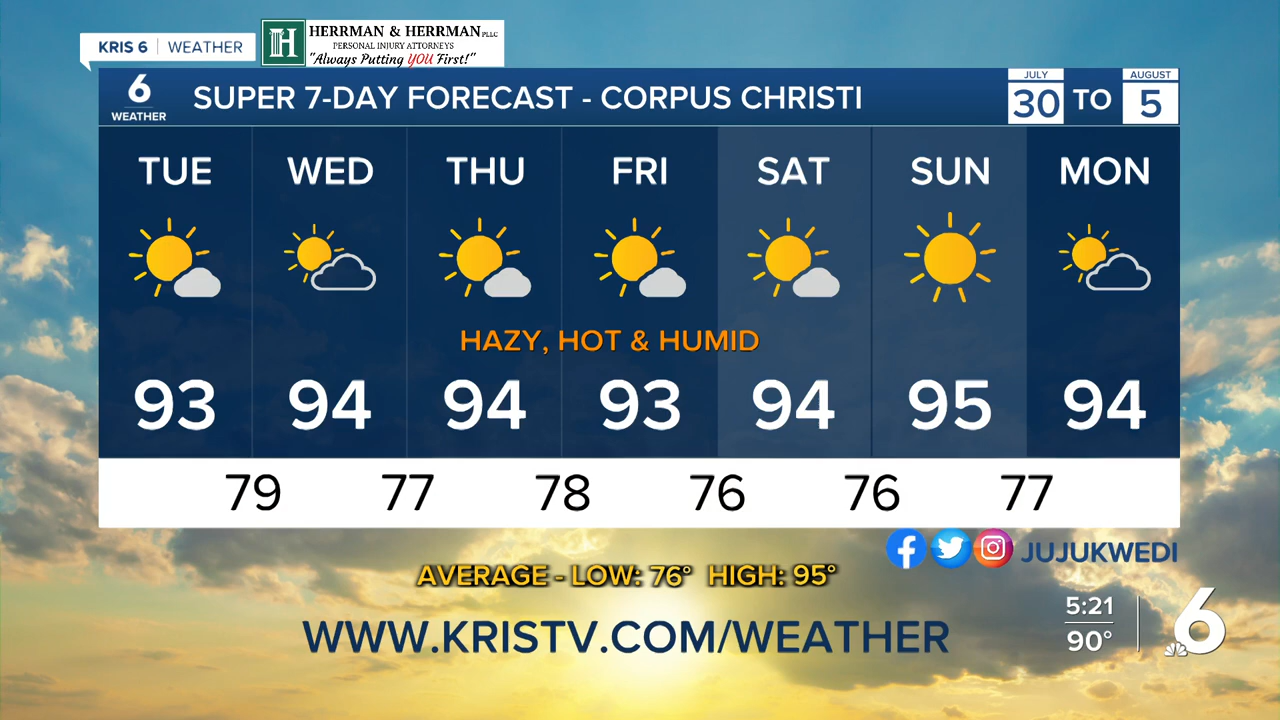 KRIS 6 | WEATHER
H HERRMAN & HERRMAN PLLC
PERSONAL INJURY ATTORNEYS
"Always Putting YOU First!"
6
WEATHER
SUPER 7-DAY FORECAST - CORPUS CHRISTI
JULY AUGUST
30 TO 5
TUE WED THU FRI SAT SUN MON
HAZY, HOT & HUMID
93 94 94 93 94 95 94
79 77 78 76 76 77
JUJUKWEDI
AVERAGE - LOW: 76° HIGH: 95°
WWW.KRISTV.COM/WEATHER
5:21
90°
6